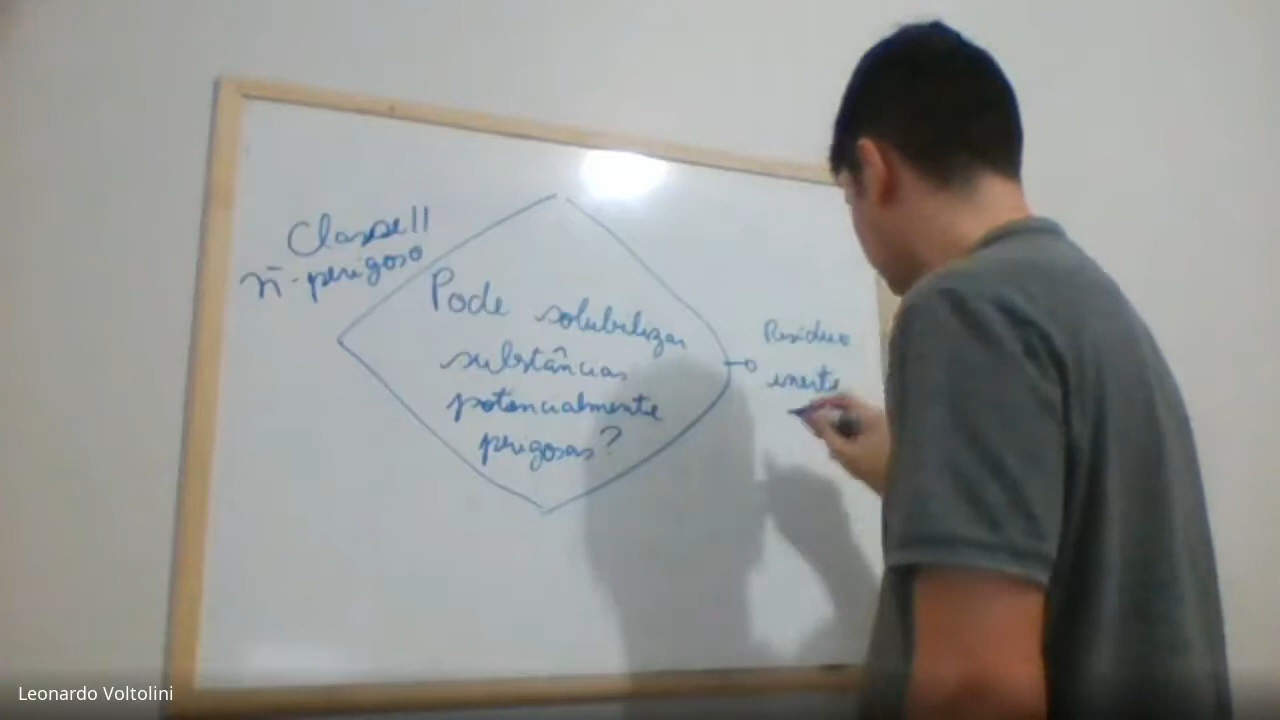 Classe II
ñ-perigoso
Pode solubilizar
substâncias
potencialmente
perigosas?
Resíduo
inerte
Leonardo Voltolini